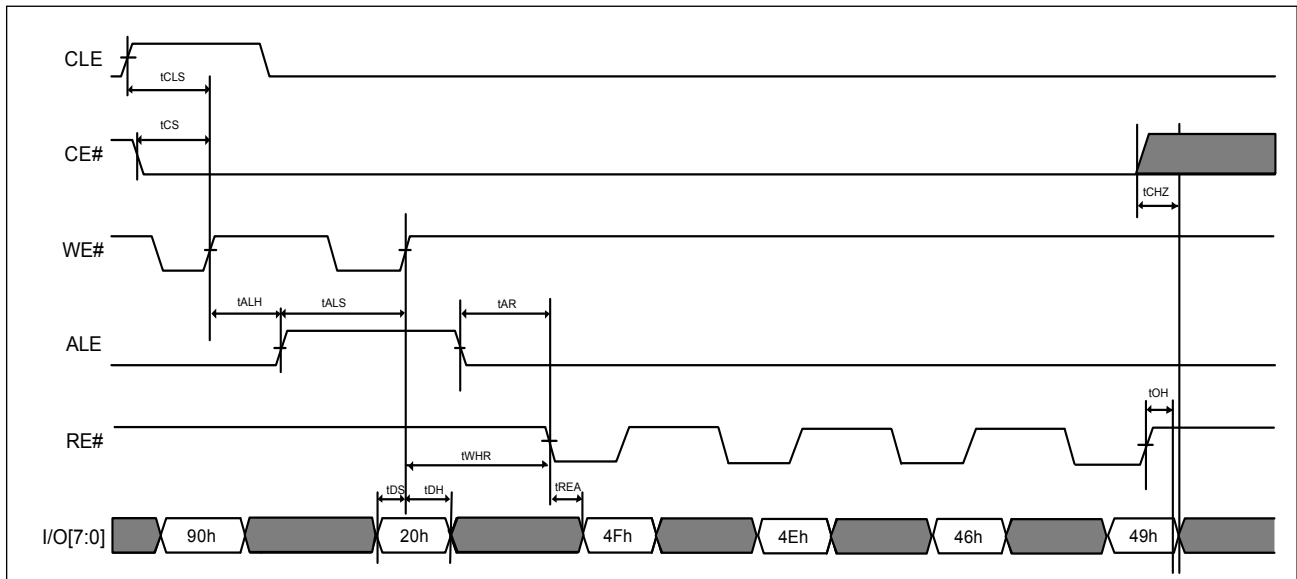 CLE
tCLS
tCS
CE#
tCHZ
WE#
tALH tALS tAR
ALE
tOH
RE#
tWHR
tDS tDH tREA
I/O[7:0] 90h 20h 4Fh 4Eh 46h 49h